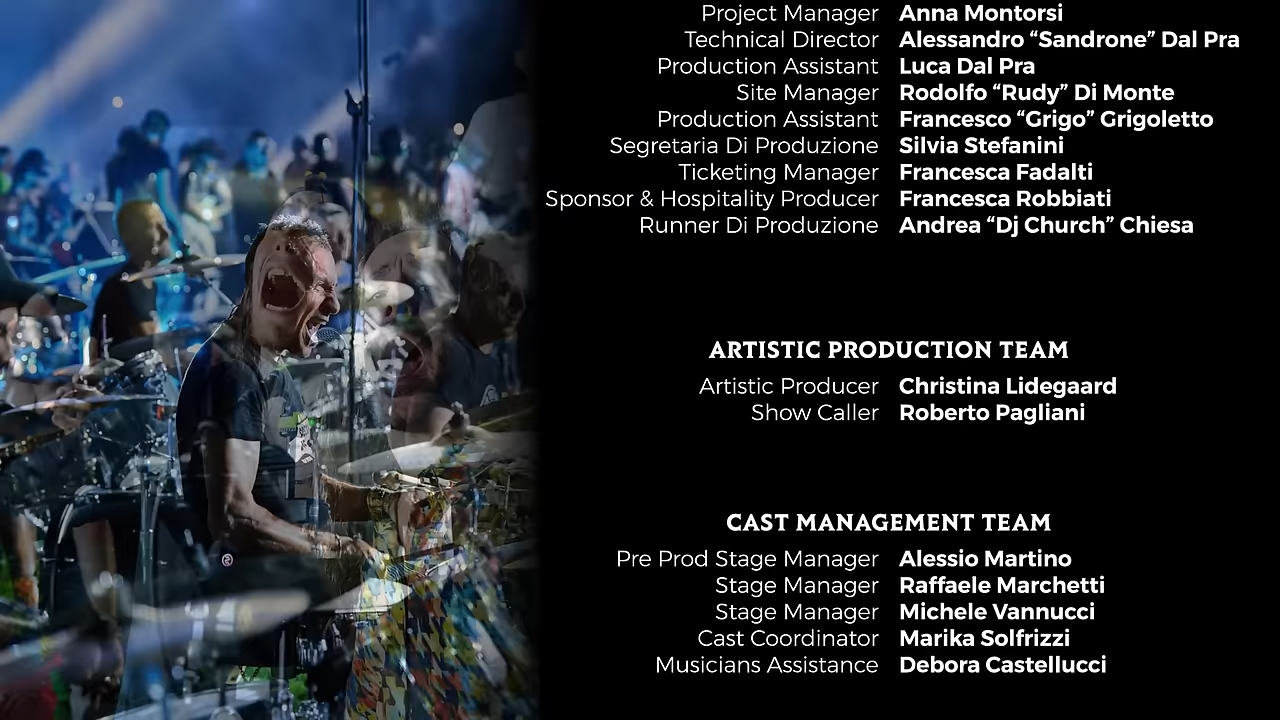 Project Manager Anna Montorsi
Technical Director Alessandro “Sandrone” Dal Pra
Production Assistant Luca Dal Pra
Site Manager Rodolfo “Rudy” Di Monte
Production Assistant Francesco “Grigo” Grigoletto
Segretaria Di Produzione Silvia Stefanini
Ticketing Manager Francesca Fadalti
Sponsor & Hospitality Producer Francesca Robbiati
Runner Di Produzione Andrea “Dj Church” Chiesa
ARTISTIC PRODUCTION TEAM
Artistic Producer Christina Lidegaard
Show Caller Roberto Pagliani
CAST MANAGEMENT TEAM
Pre Prod Stage Manager Alessio Martino
Stage Manager Raffaele Marchetti
Stage Manager Michele Vannucci
Cast Coordinator Marika Solfrizzi
Musicians Assistance Debora Castellucci